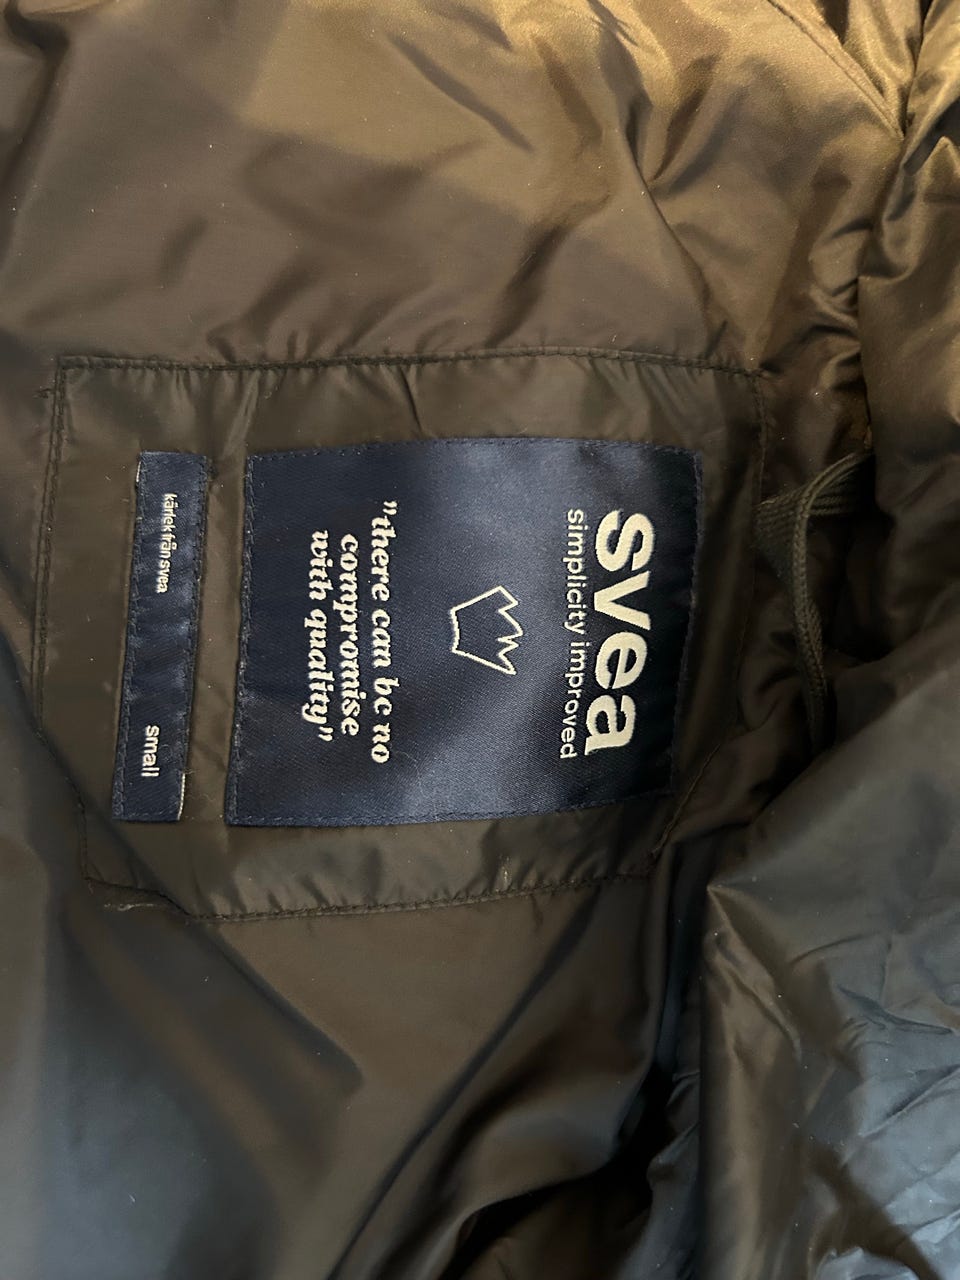 svea
simplicity improved
"there can be no
compromise
with quality"
kärlek från svea
small